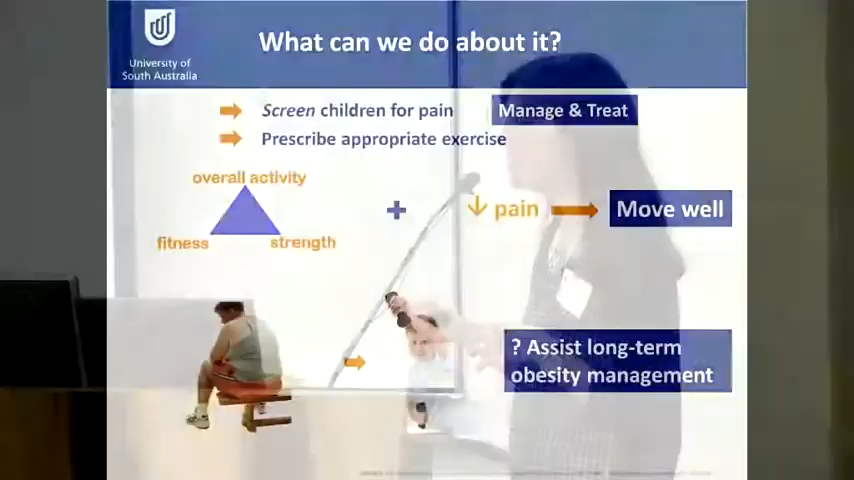 University of
South Australia
What can we do about it?
Screen children for pain
Manage & Treat
Prescribe appropriate exercise
overall activity
fitness
strength
+
↓ pain
Move well
? Assist long-term
obesity management